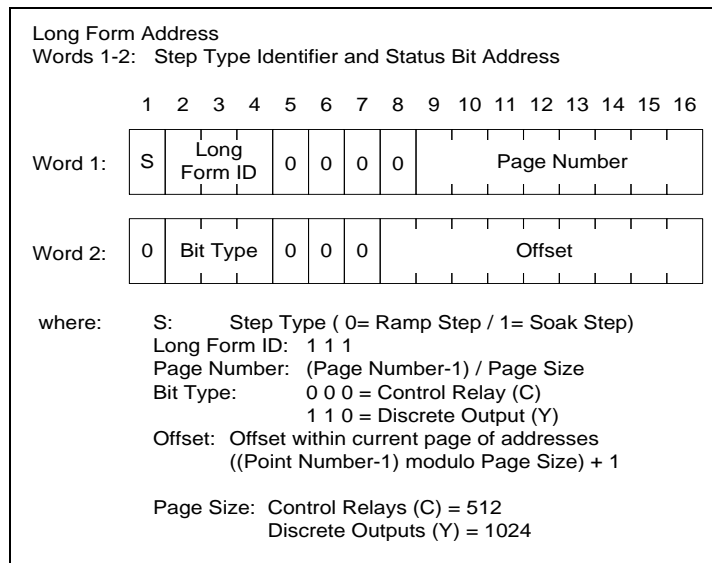 Long Form Address
Words 1-2: Step Type Identifier and Status Bit Address
1 2 3 4 5 6 7 8 9 10 11 12 13 14 15 16
Word 1: S Long Form ID 0 0 0 0 Page Number
Word 2: 0 Bit Type 0 0 0 Offset
where: S: Step Type ( 0= Ramp Step / 1= Soak Step)
Long Form ID: 1 1 1
Page Number: (Page Number-1) / Page Size
Bit Type: 0 0 0 = Control Relay (C)
1 1 0 = Discrete Output (Y)
Offset: Offset within current page of addresses
((Point Number-1) modulo Page Size) + 1
Page Size: Control Relays (C) = 512
Discrete Outputs (Y) = 1024